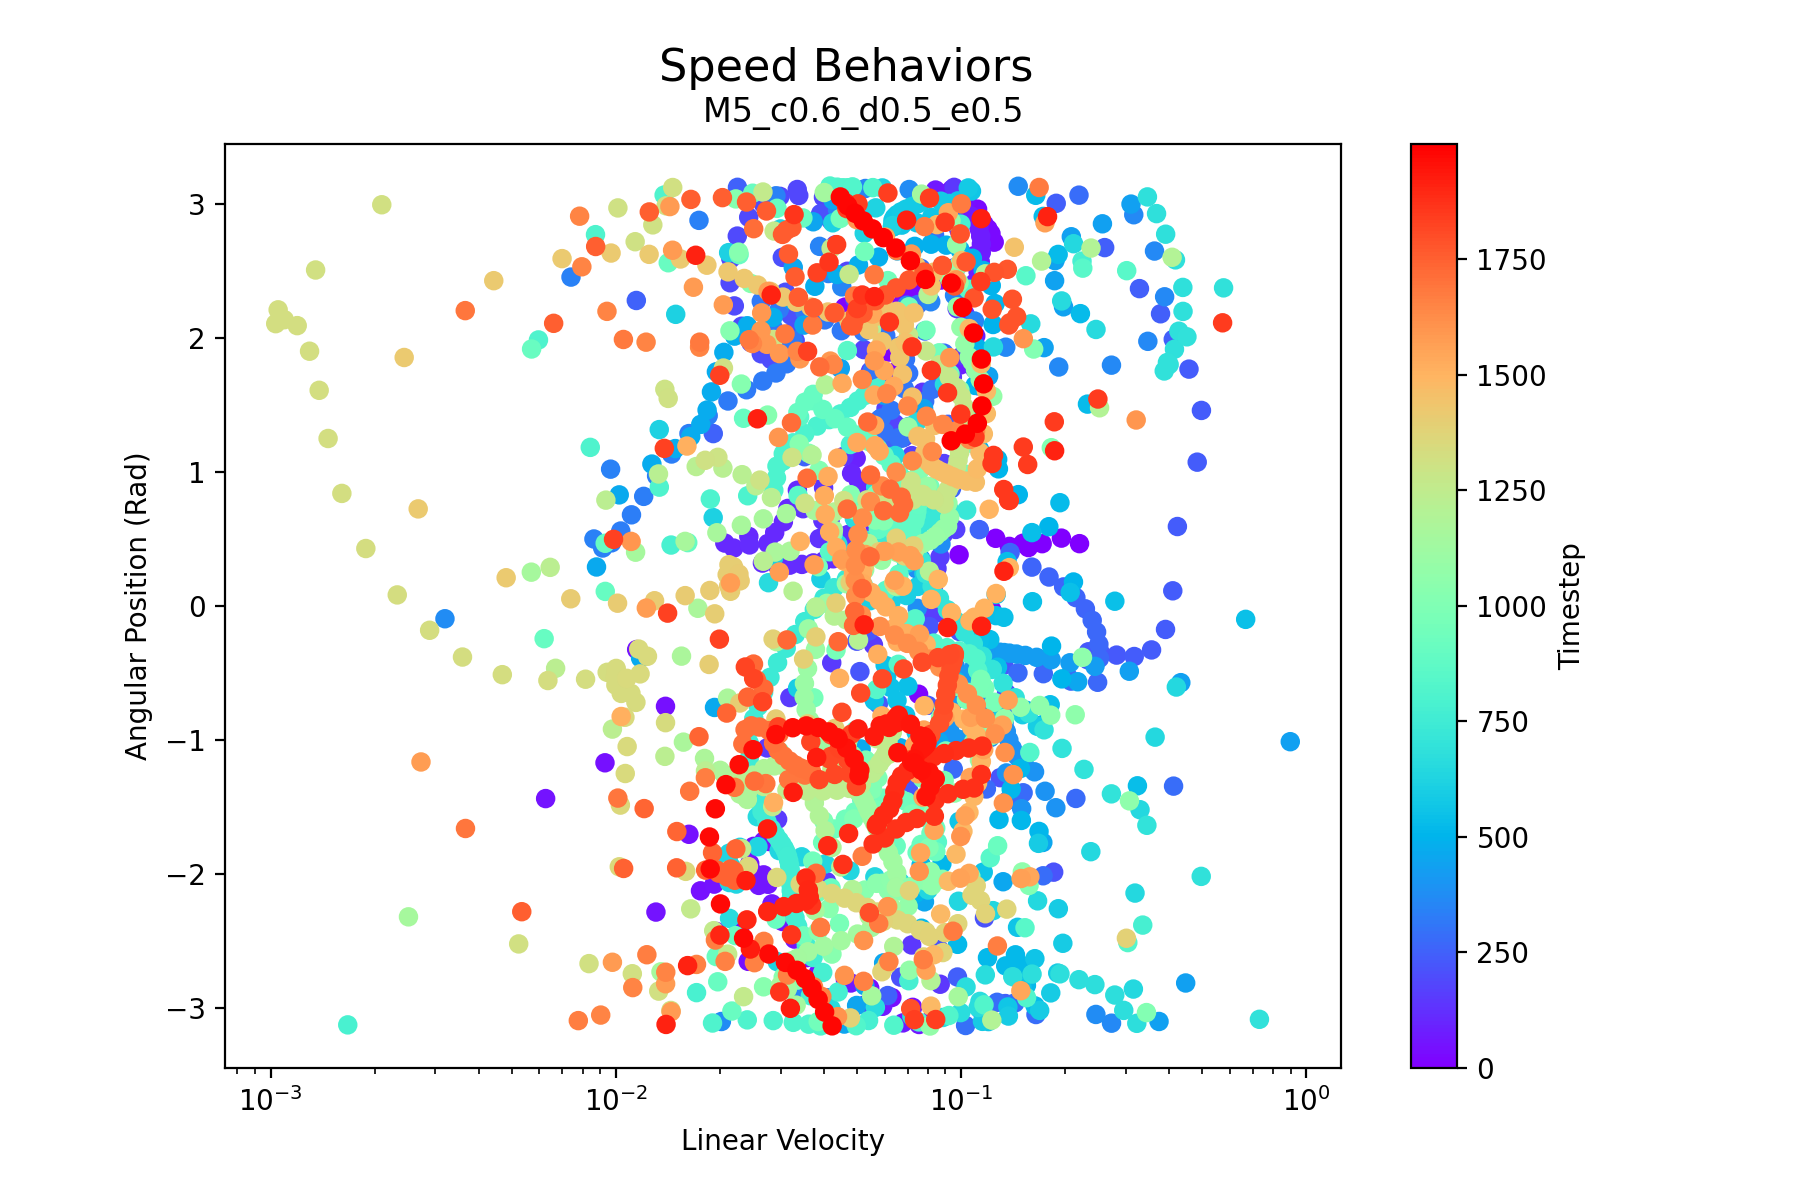 Speed Behaviors
M5_c0.6_d0.5_e0.5
Angular Position (Rad)
3
2
1
0
−1
−2
−3
10⁻³ 10⁻² 10⁻¹ 10⁰
Linear Velocity
1750
1500
1250
1000
750
500
250
0
Timestep